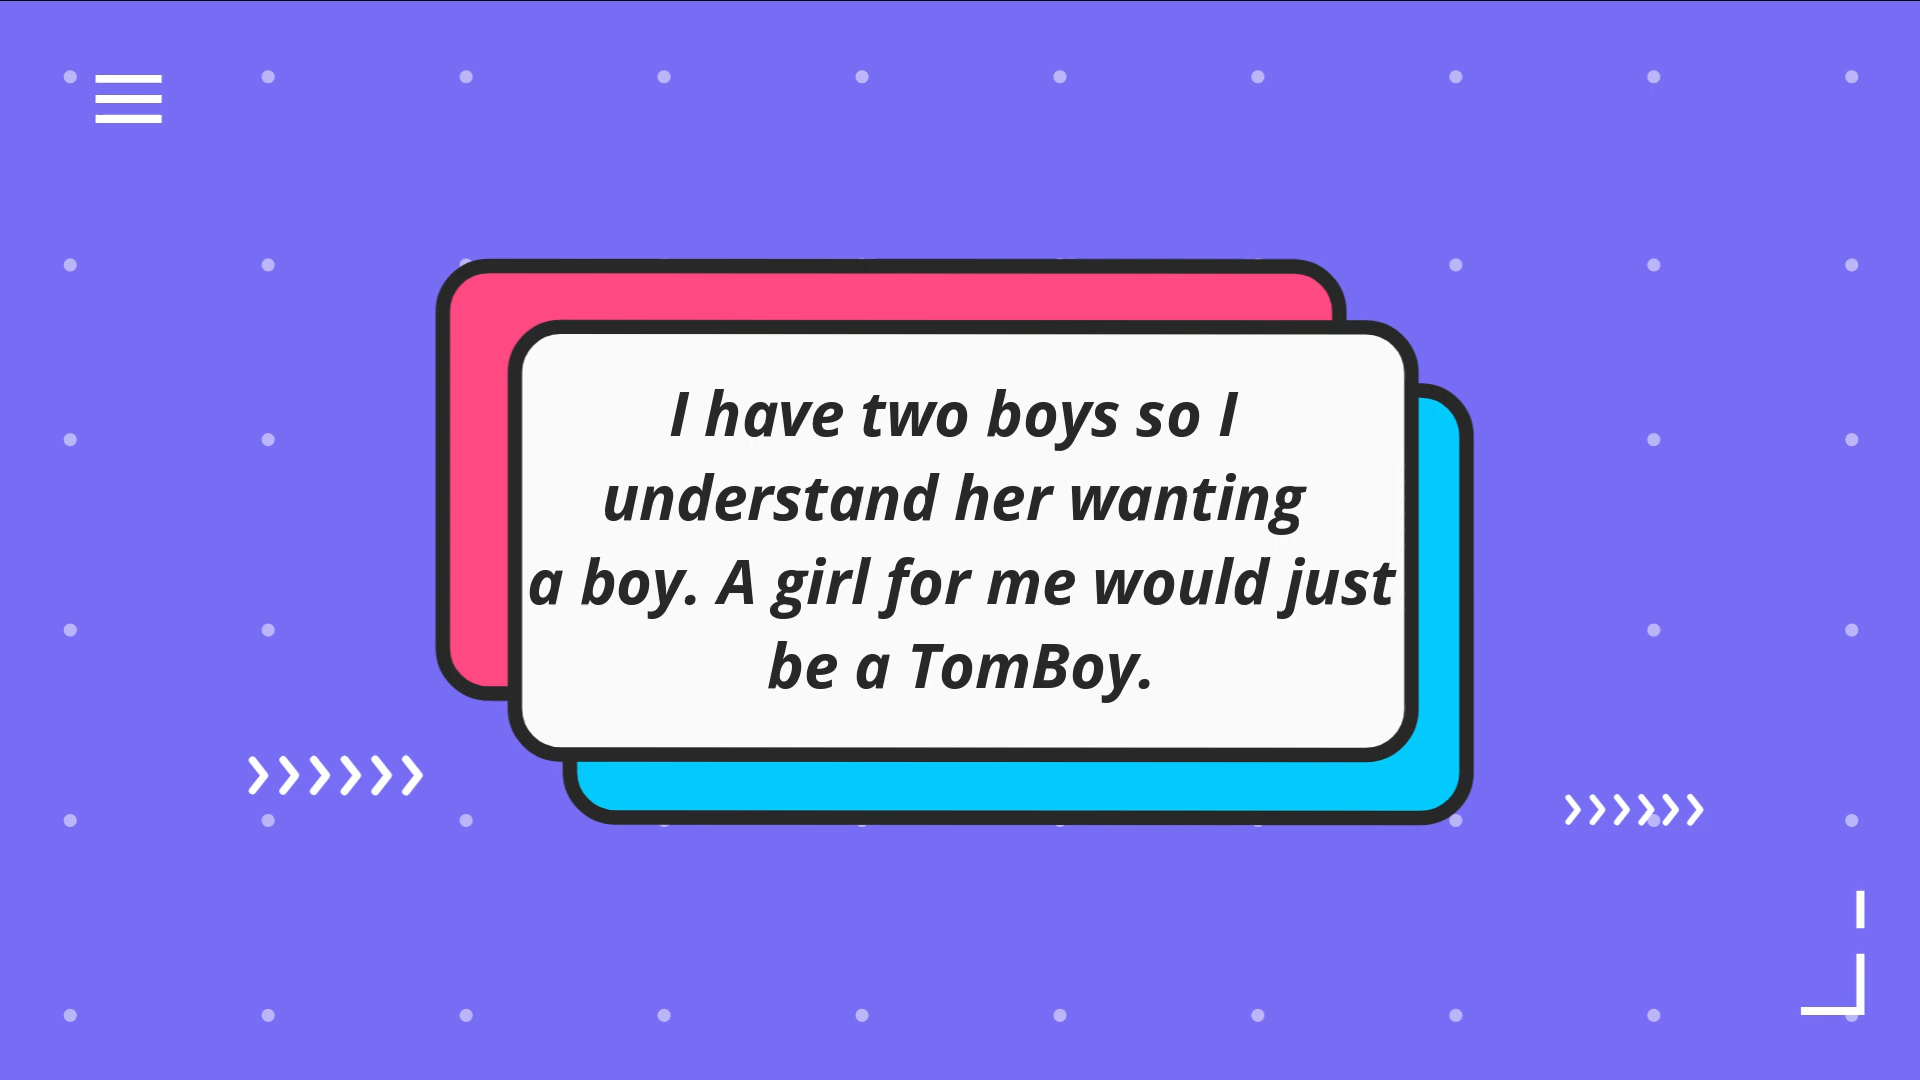 I have two boys so I
understand her wanting
a boy. A girl for me would just
be a TomBoy.